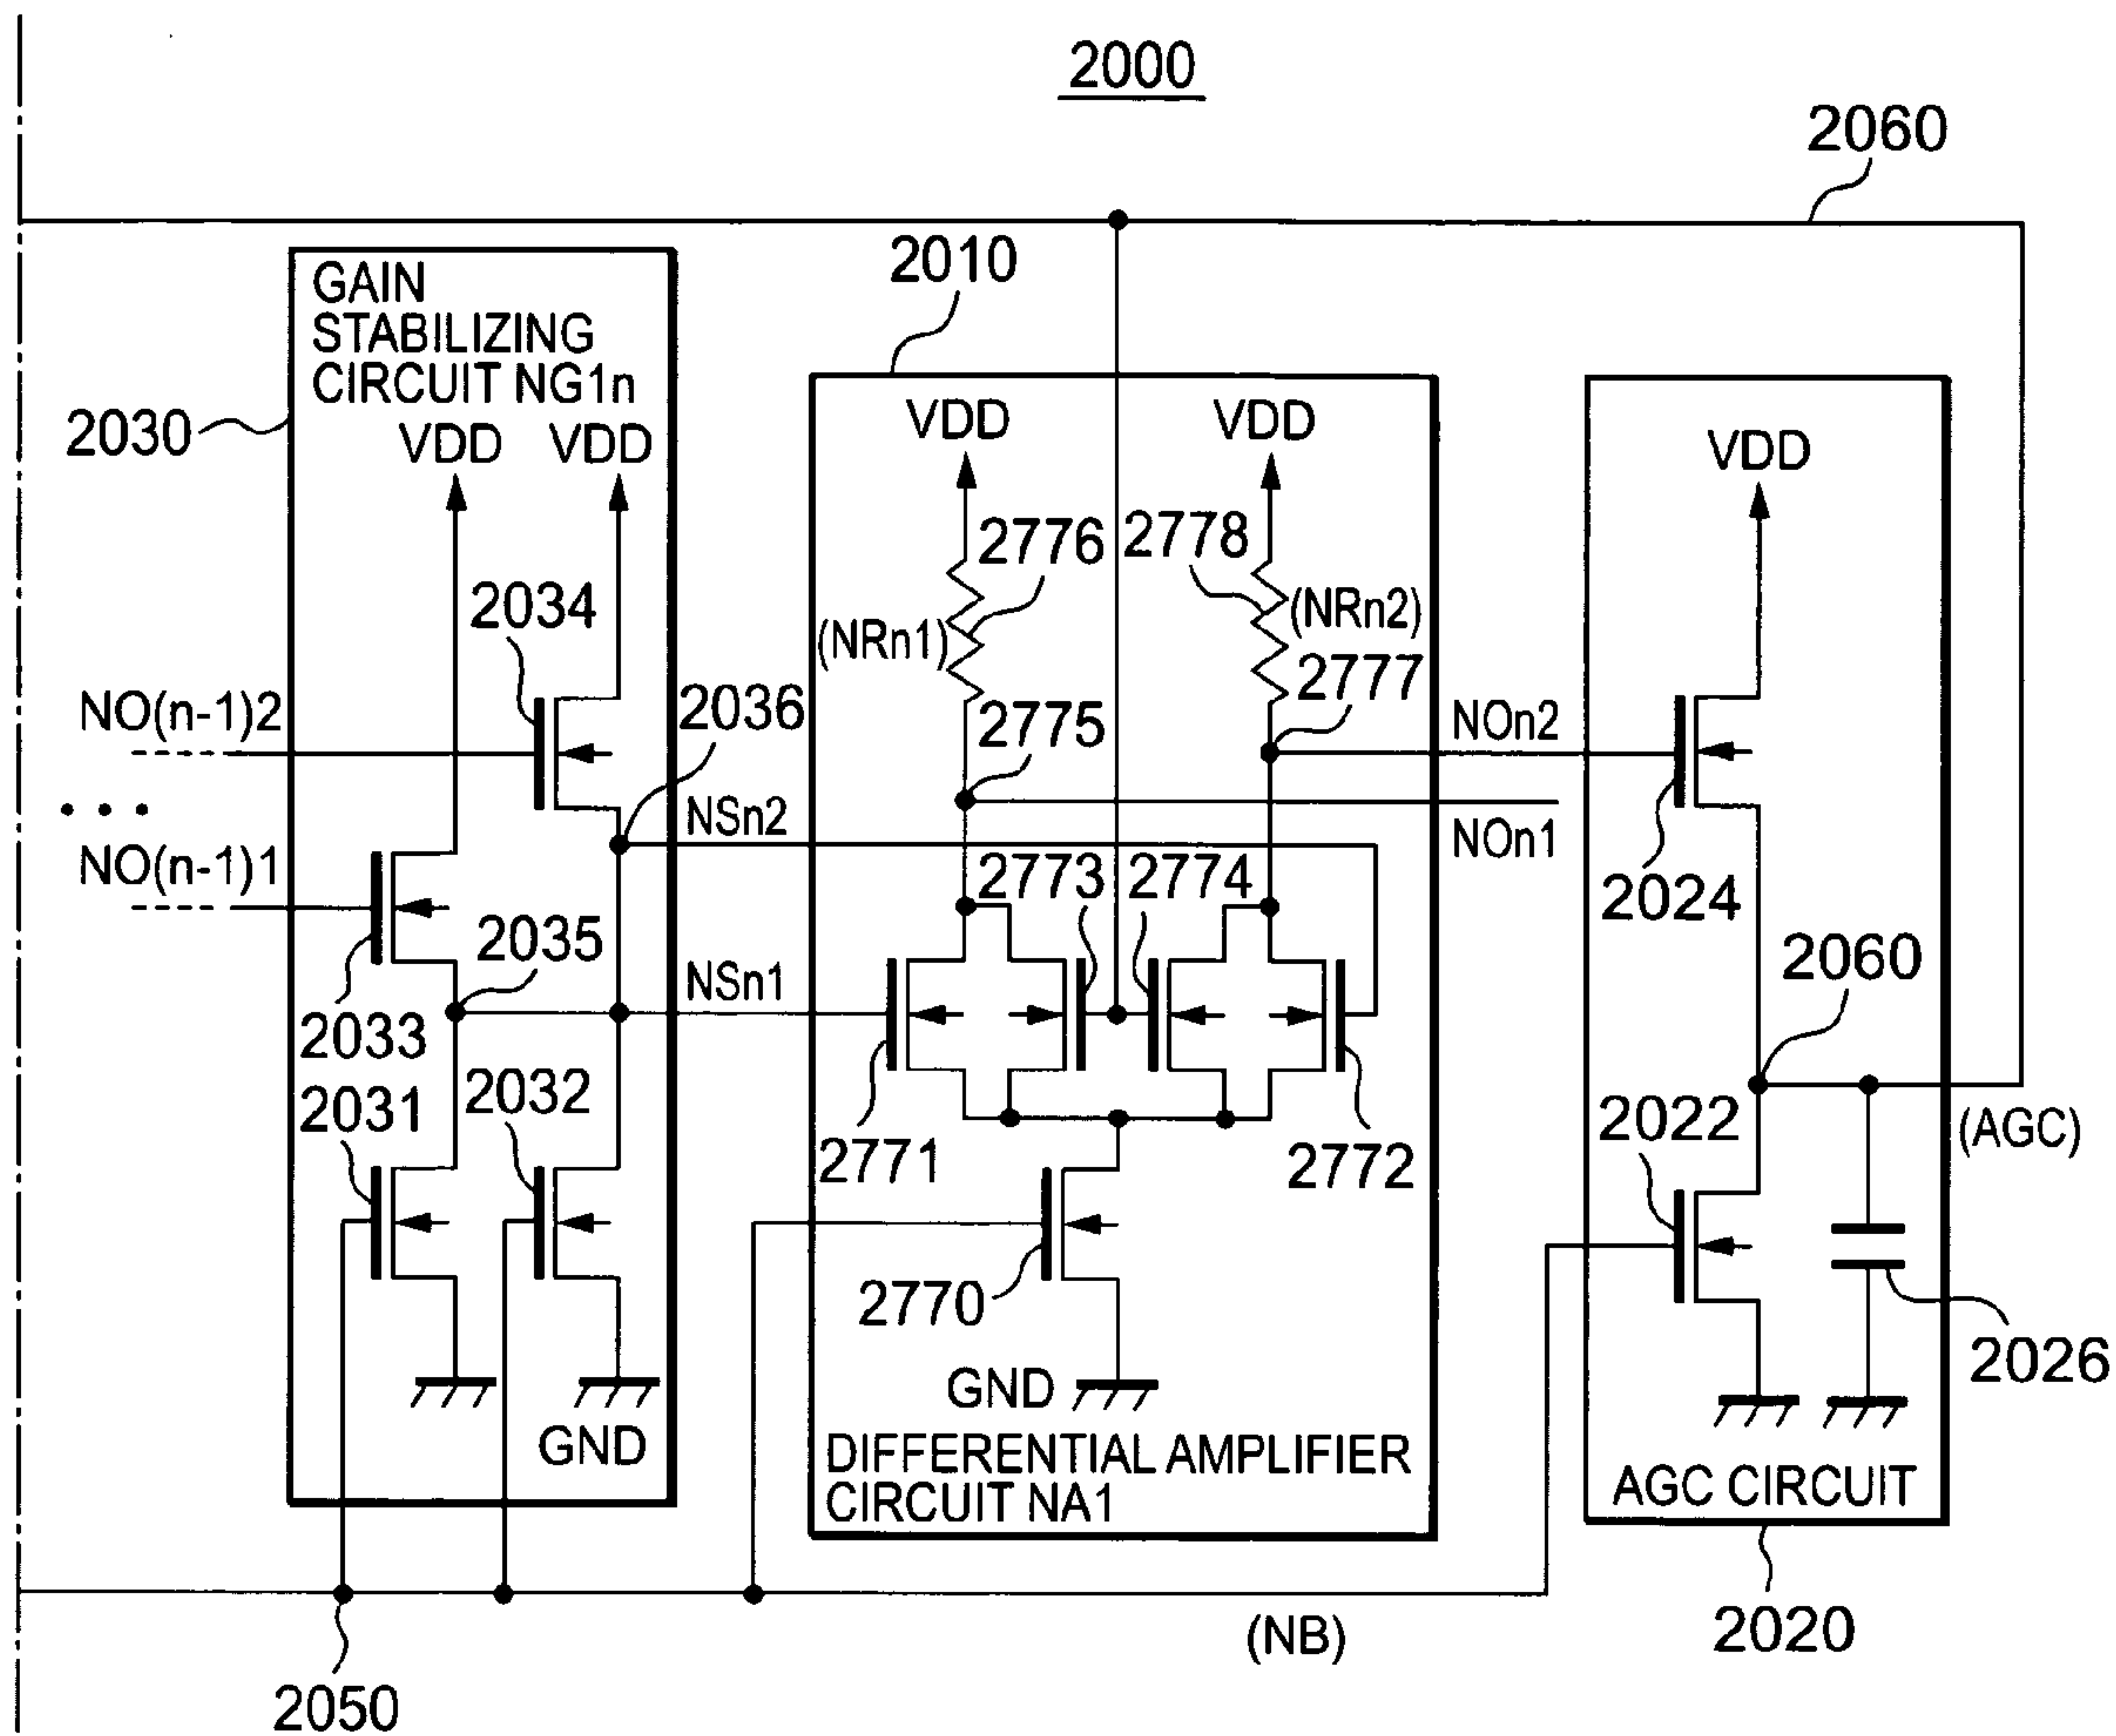 2000
2060
2010
GAIN
STABILIZING
CIRCUIT NG1n
2030
VDD
VDD
VDD
VDD
VDD
2776
2778
2034
(NRn1)
(NRn2)
2777
NO(n-1)2
2036
2775
NOn2
• • •
NSn2
NOn1
NO(n-1)1
2773
2774
2024
2035
2060
NSn1
2033
2031
2032
2771
2772
2022
(AGC)
2770
2026
GND
GND
DIFFERENTIAL AMPLIFIER
CIRCUIT NA1
AGC CIRCUIT
2020
(NB)
2050